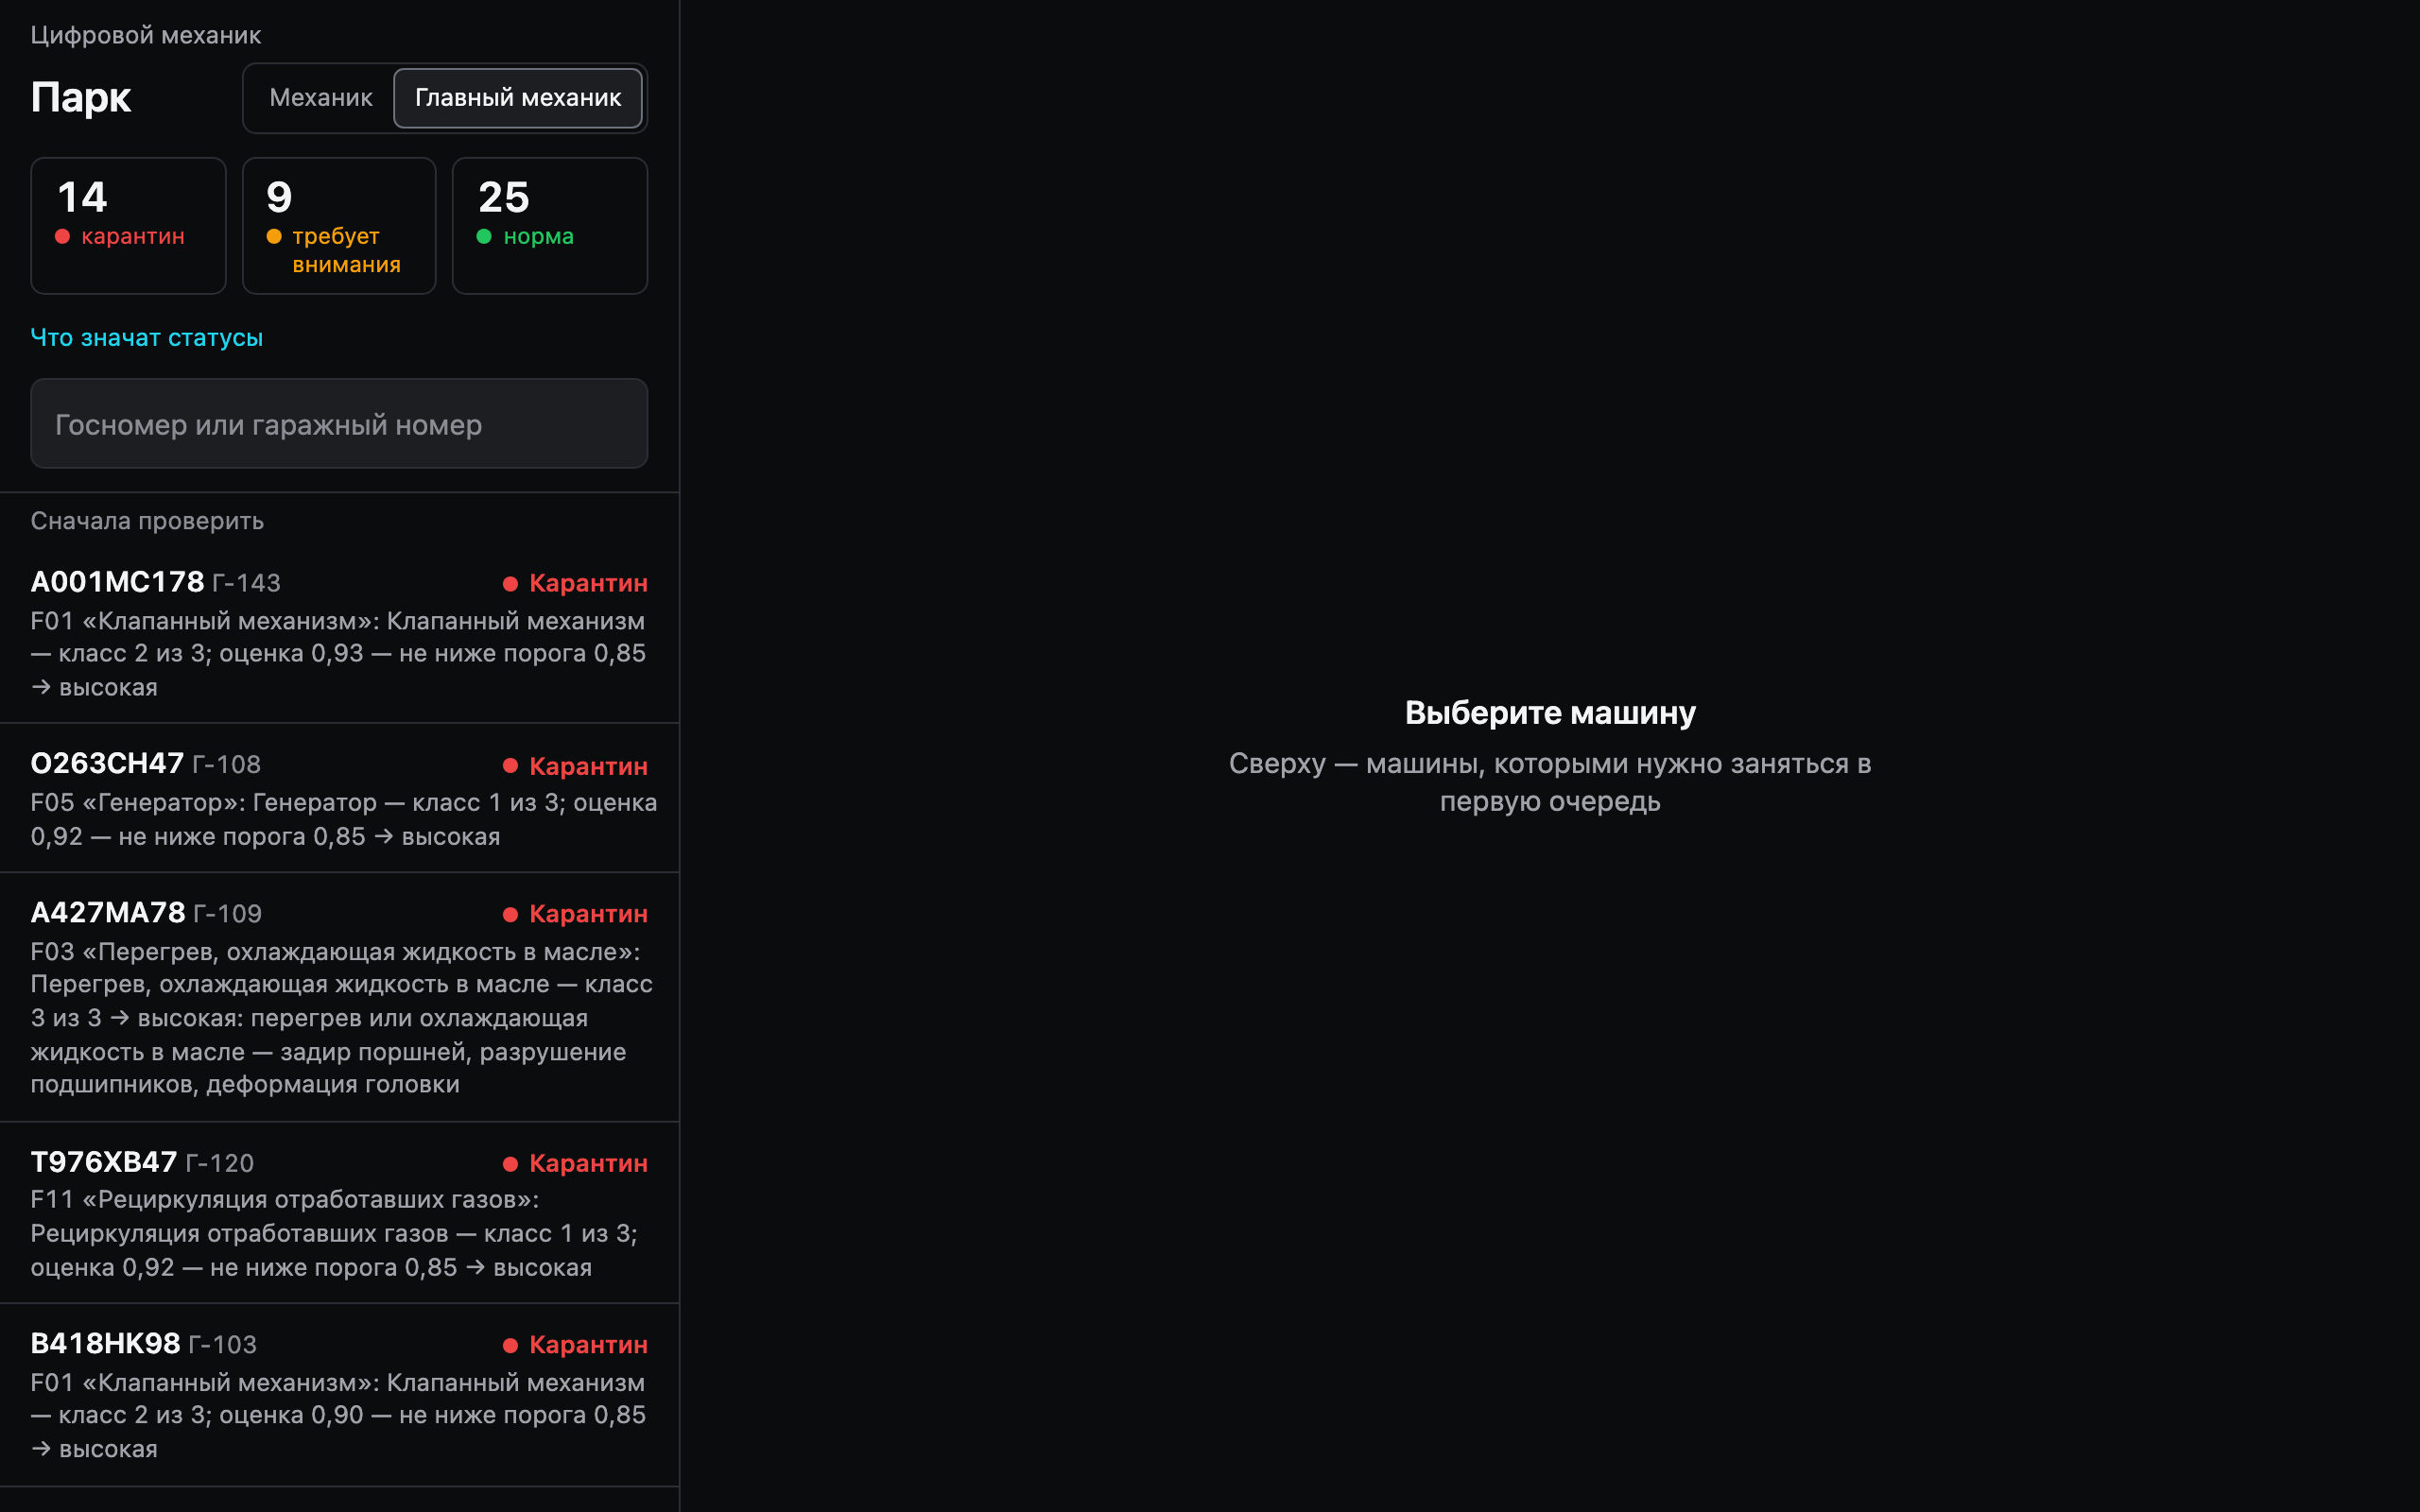 Цифровой механик
Парк
Механик
Главный механик
14
карантин
9
требует
внимания
25
норма
Что значат статусы
Госномер или гаражный номер
Сначала проверить
А001МС178 Г-143
Карантин
F01 «Клапанный механизм»: Клапанный механизм
— класс 2 из 3; оценка 0,93 — не ниже порога 0,85
→ высокая
О263СН47 Г-108
Карантин
F05 «Генератор»: Генератор — класс 1 из 3; оценка
0,92 — не ниже порога 0,85 → высокая
А427МА78 Г-109
Карантин
F03 «Перегрев, охлаждающая жидкость в масле»:
Перегрев, охлаждающая жидкость в масле — класс
3 из 3 → высокая: перегрев или охлаждающая
жидкость в масле — задир поршней, разрушение
подшипников, деформация головки
Т976ХВ47 Г-120
Карантин
F11 «Рециркуляция отработавших газов»:
Рециркуляция отработавших газов — класс 1 из 3;
оценка 0,92 — не ниже порога 0,85 → высокая
В418НК98 Г-103
Карантин
F01 «Клапанный механизм»: Клапанный механизм
— класс 2 из 3; оценка 0,90 — не ниже порога 0,85
→ высокая
Выберите машину
Сверху — машины, которыми нужно заняться в
первую очередь